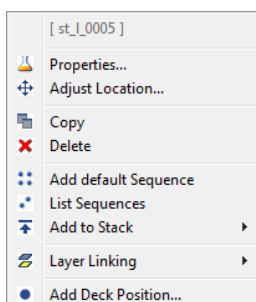 [ st_l_0005 ]
Properties...
Adjust Location...
Copy
Delete
Add default Sequence
List Sequences
Add to Stack
Layer Linking
Add Deck Position...